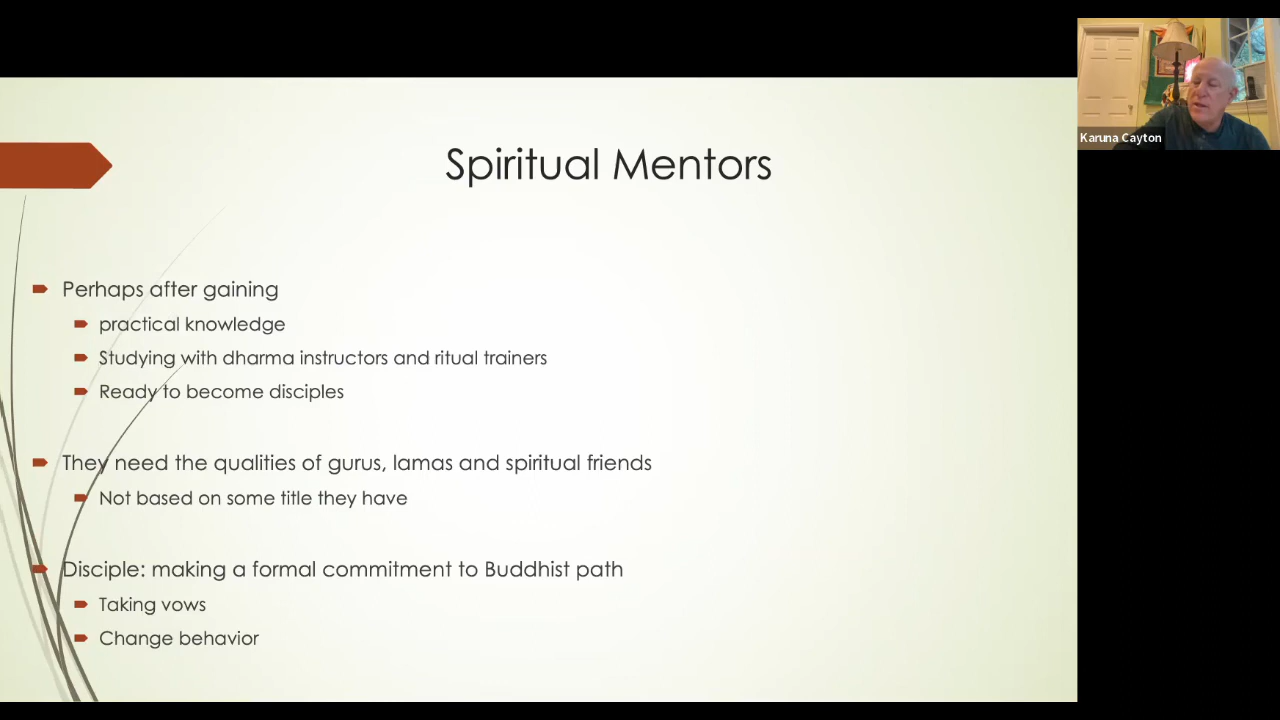 Spiritual Mentors
Perhaps after gaining
practical knowledge
Studying with dharma instructors and ritual trainers
Ready to become disciples
They need the qualities of gurus, lamas and spiritual friends
Not based on some title they have
Disciple: making a formal commitment to Buddhist path
Taking vows
Change behavior
Karuna Cayton